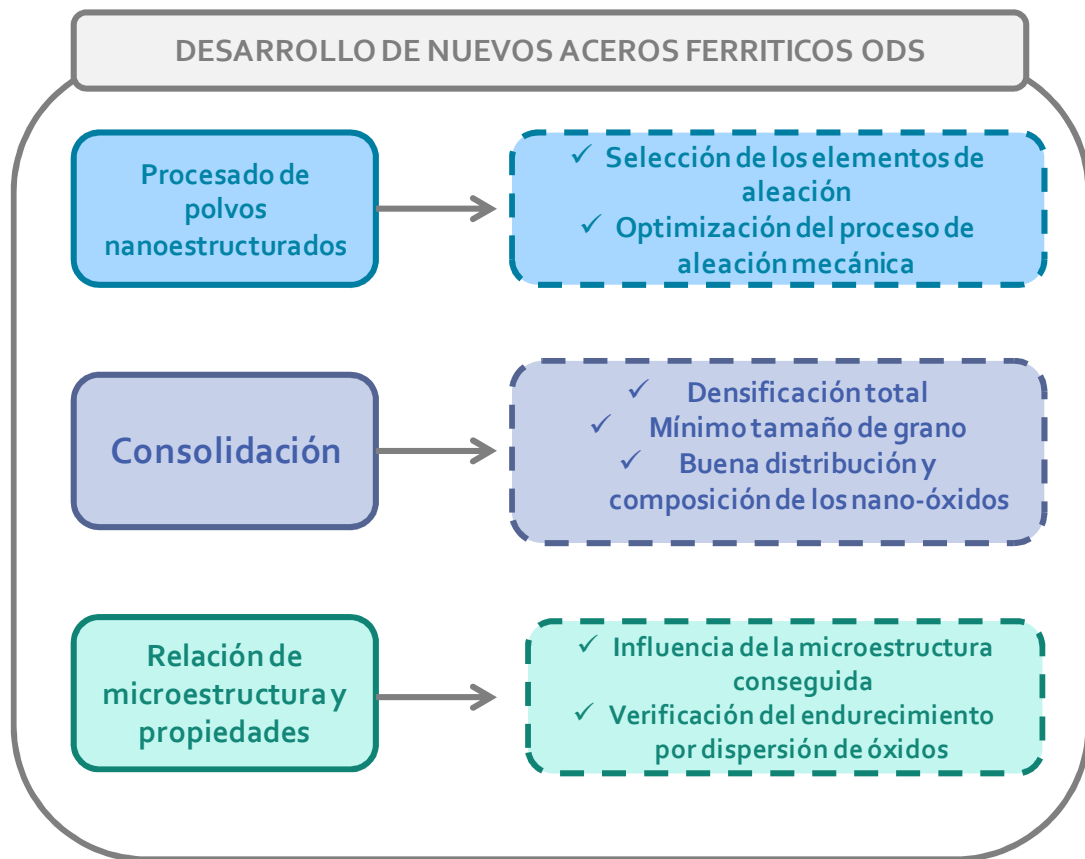 DESARROLLO DE NUEVOS ACEROS FERRITICOS ODS
Procesado de
polvos
nanoestructurados
✓ Selección de los elementos de
aleación
✓ Optimización del proceso de
aleación mecánica
Consolidación
✓ Densificación total
✓ Mínimo tamaño de grano
✓ Buena distribución y
composición de los nano-óxidos
Relación de
microestructura y
propiedades
✓ Influencia de la microestructura
conseguida
✓ Verificación del endurecimiento
por dispersión de óxidos